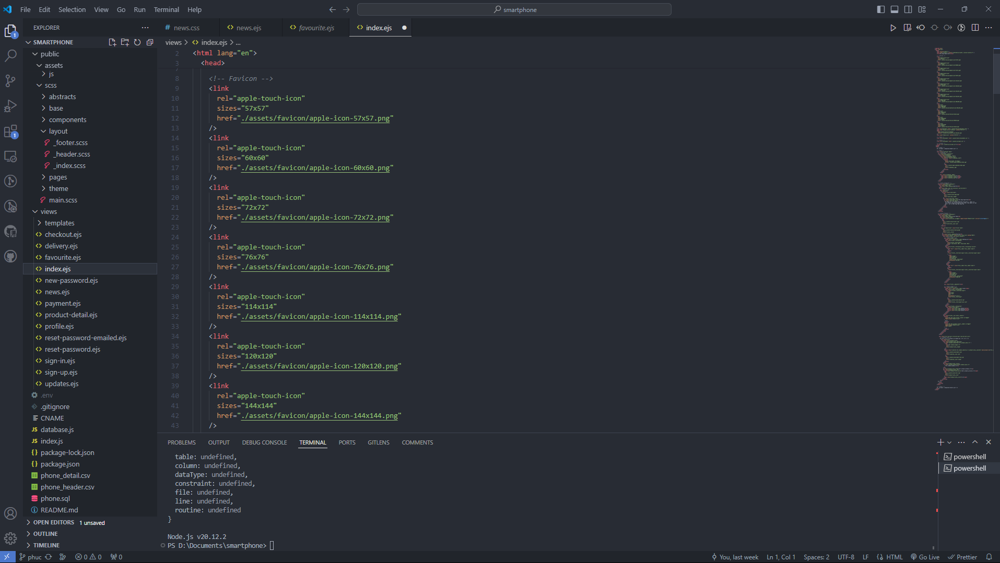 File Edit Selection View Go Run Terminal Help
smartphone
EXPLORER
news.css
news.ejs
favourite.ejs
index.ejs
SMARTPHONE
public
assets
js
scss
abstracts
base
components
layout
_footer.scss
_header.scss
_index.scss
pages
theme
main.scss
views
templates
checkout.ejs
delivery.ejs
favourite.ejs
index.ejs
new-password.ejs
news.ejs
payment.ejs
product-detail.ejs
profile.ejs
reset-password-emailed.ejs
reset-password.ejs
sign-in.ejs
sign-up.ejs
updates.ejs
.env
.gitignore
CNAME
database.js
index.js
package-lock.json
package.json
phone_detail.csv
phone_header.csv
phone.sql
README.md
OPEN EDITORS 1 unsaved
OUTLINE
TIMELINE
views > index.ejs > ...
2 <html lang="en">
3 <head>
8 <!-- Favicon -->
9 <link
10 rel="apple-touch-icon"
11 sizes="57x57"
12 href="./assets/favicon/apple-icon-57x57.png"
13 />
14 <link
15 rel="apple-touch-icon"
16 sizes="60x60"
17 href="./assets/favicon/apple-icon-60x60.png"
18 />
19 <link
20 rel="apple-touch-icon"
21 sizes="72x72"
22 href="./assets/favicon/apple-icon-72x72.png"
23 />
24 <link
25 rel="apple-touch-icon"
26 sizes="76x76"
27 href="./assets/favicon/apple-icon-76x76.png"
28 />
29 <link
30 rel="apple-touch-icon"
31 sizes="114x114"
32 href="./assets/favicon/apple-icon-114x114.png"
33 />
34 <link
35 rel="apple-touch-icon"
36 sizes="120x120"
37 href="./assets/favicon/apple-icon-120x120.png"
38 />
39 <link
40 rel="apple-touch-icon"
41 sizes="144x144"
42 href="./assets/favicon/apple-icon-144x144.png"
43 />
PROBLEMS OUTPUT DEBUG CONSOLE TERMINAL PORTS GITLENS COMMENTS
table: undefined,
column: undefined,
dataType: undefined,
constraint: undefined,
file: undefined,
line: undefined,
routine: undefined
}
Node.js v20.12.2
PS D:\Documents\smartphone>
powershell
powershell
phuc 0 0 0
You, last week Ln 1, Col 1 Spaces: 2 UTF-8 LF HTML Go Live Prettier